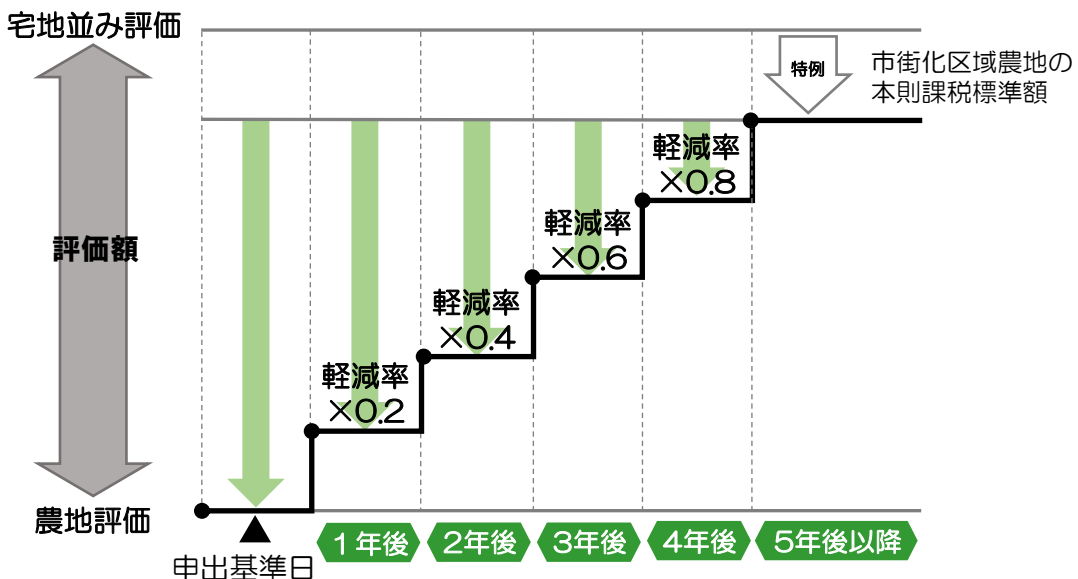 宅地並み評価
特例
市街化区域農地の
本則課税標準額
軽減率
×0.8
軽減率
×0.6
評価額
軽減率
×0.4
軽減率
×0.2
農地評価
1年後
2年後
3年後
4年後
5年後以降
申出基準日